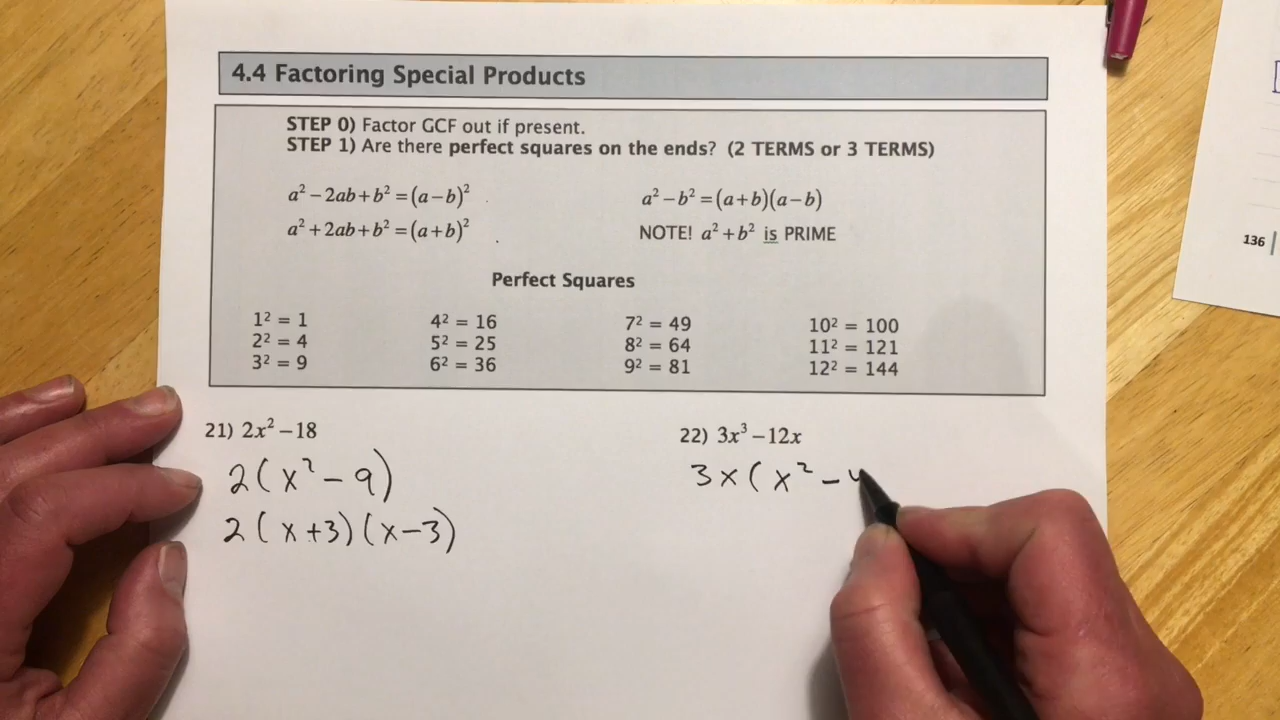 4.4 Factoring Special Products
STEP 0) Factor GCF out if present.
STEP 1) Are there perfect squares on the ends? (2 TERMS or 3 TERMS)
a² − 2ab + b² = (a − b)²
a² − b² = (a + b)(a − b)
a² + 2ab + b² = (a + b)²
NOTE! a² + b² is PRIME
Perfect Squares
1² = 1
2² = 4
3² = 9
4² = 16
5² = 25
6² = 36
7² = 49
8² = 64
9² = 81
10² = 100
11² = 121
12² = 144
21) 2x² − 18
2(x² − 9)
2(x+3)(x−3)
22) 3x³ − 12x
3x(x² −
136